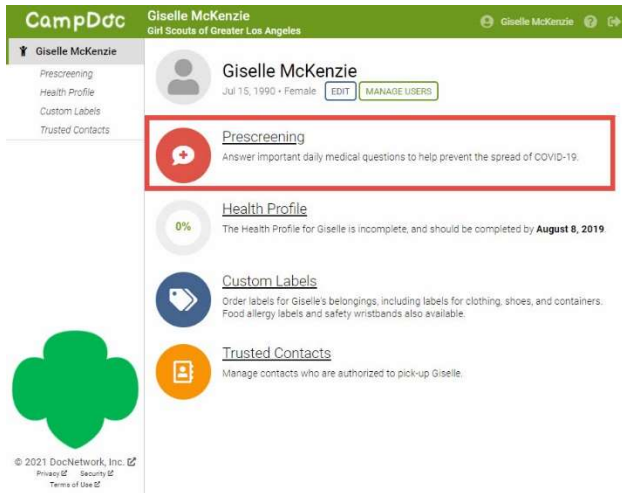 CampDoc
Giselle McKenzie
Girl Scouts of Greater Los Angeles
Giselle McKenzie
Giselle McKenzie
Prescreening
Health Profile
Custom Labels
Trusted Contacts
Giselle McKenzie
Jul 15, 1990 • Female EDIT MANAGE USERS
Prescreening
Answer important daily medical questions to help prevent the spread of COVID-19.
0%
Health Profile
The Health Profile for Giselle is incomplete, and should be completed by August 8, 2019.
Custom Labels
Order labels for Giselle's belongings, including labels for clothing, shoes, and containers.
Food allergy labels and safety wristbands also available.
Trusted Contacts
Manage contacts who are authorized to pick-up Giselle.
© 2021 DocNetwork, Inc.
Privacy Security
Terms of Use